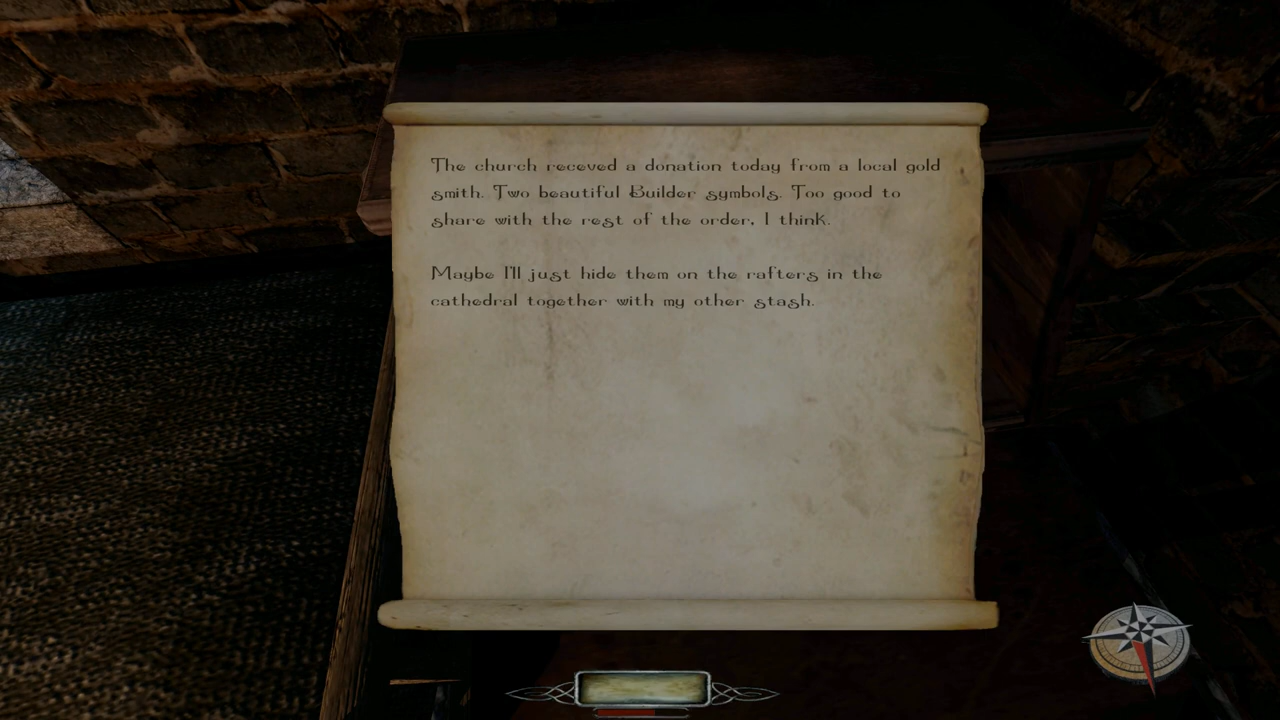 The church receved a donation today from a local gold
smith. Two beautiful Builder symbols. Too good to
share with the rest of the order, I think.
Maybe I'll just hide them on the rafters in the
cathedral together with my other stash.